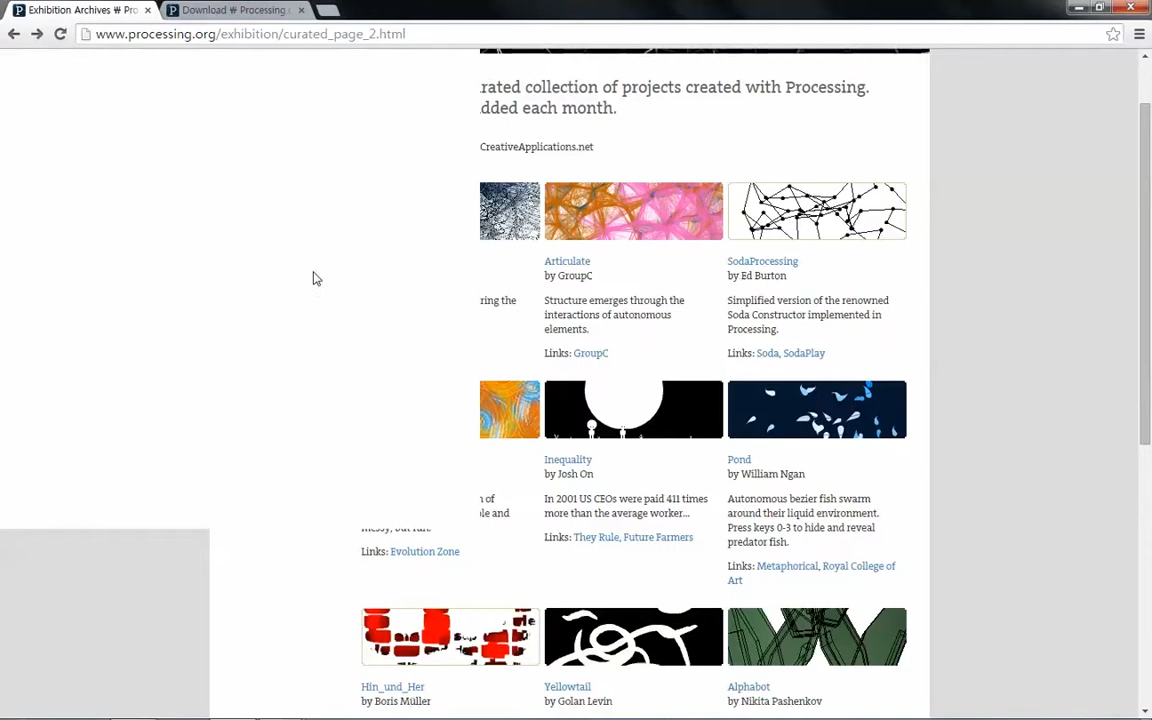 Exhibition Archives \\ Pro
Download \\ Processing.o
www.processing.org/exhibition/curated_page_2.html
rated collection of projects created with Processing.
dded each month.
CreativeApplications.net
Articulate
by GroupC
Structure emerges through the
interactions of autonomous
elements.
Links: GroupC
SodaProcessing
by Ed Burton
Simplified version of the renowned
Soda Constructor implemented in
Processing.
Links: Soda, SodaPlay
ring the
Inequality
by Josh On
In 2001 US CEOs were paid 411 times
more than the average worker...
Links: They Rule, Future Farmers
Pond
by William Ngan
Autonomous bezier fish swarm
around their liquid environment.
Press keys 0-3 to hide and reveal
predator fish.
Links: Metaphorical, Royal College of
Art
n of
ple and
messy, but fun.
Links: Evolution Zone
Hin_und_Her
by Boris Müller
Yellowtail
by Golan Levin
Alphabot
by Nikita Pashenkov